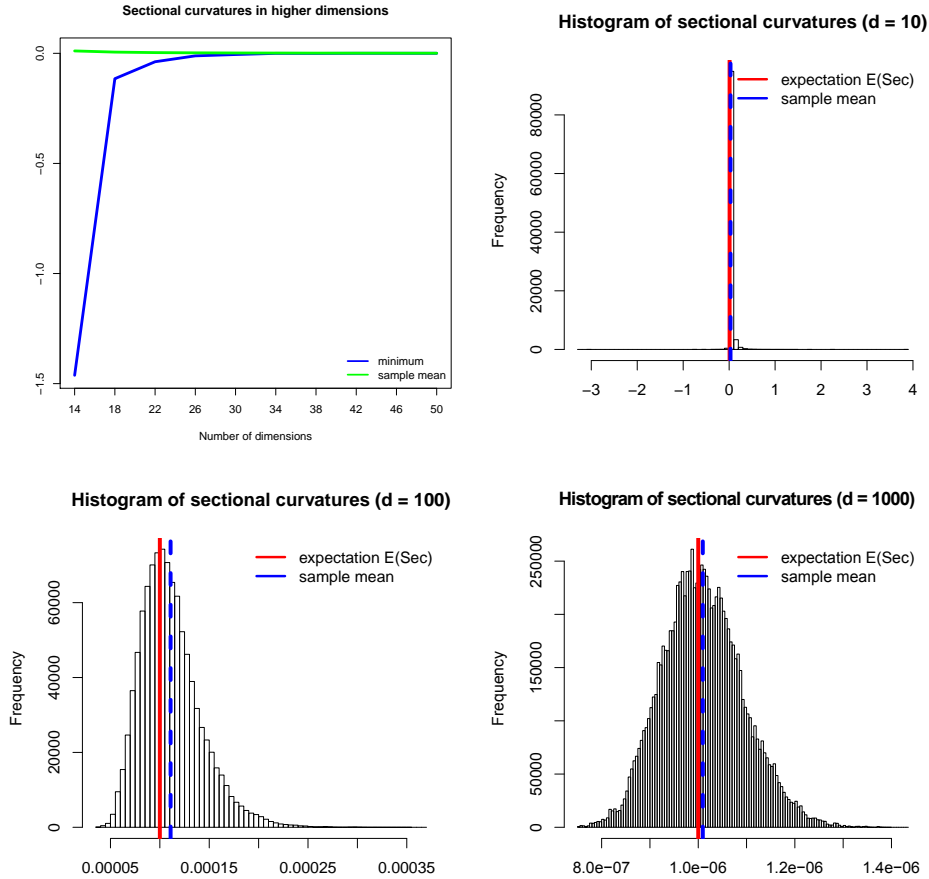 Sectional curvatures in higher dimensions
0.0
−0.5
−1.0
−1.5
minimum
sample mean
14 18 22 26 30 34 38 42 46 50
Number of dimensions
Histogram of sectional curvatures (d = 10)
expectation E(Sec)
sample mean
Frequency
0 20000 40000 60000 80000
−3 −2 −1 0 1 2 3 4
Histogram of sectional curvatures (d = 100)
expectation E(Sec)
sample mean
Frequency
0 20000 40000 60000
0.00005 0.00015 0.00025 0.00035
Histogram of sectional curvatures (d = 1000)
expectation E(Sec)
sample mean
Frequency
0 50000 150000 250000
8.0e-07 1.0e-06 1.2e-06 1.4e-06